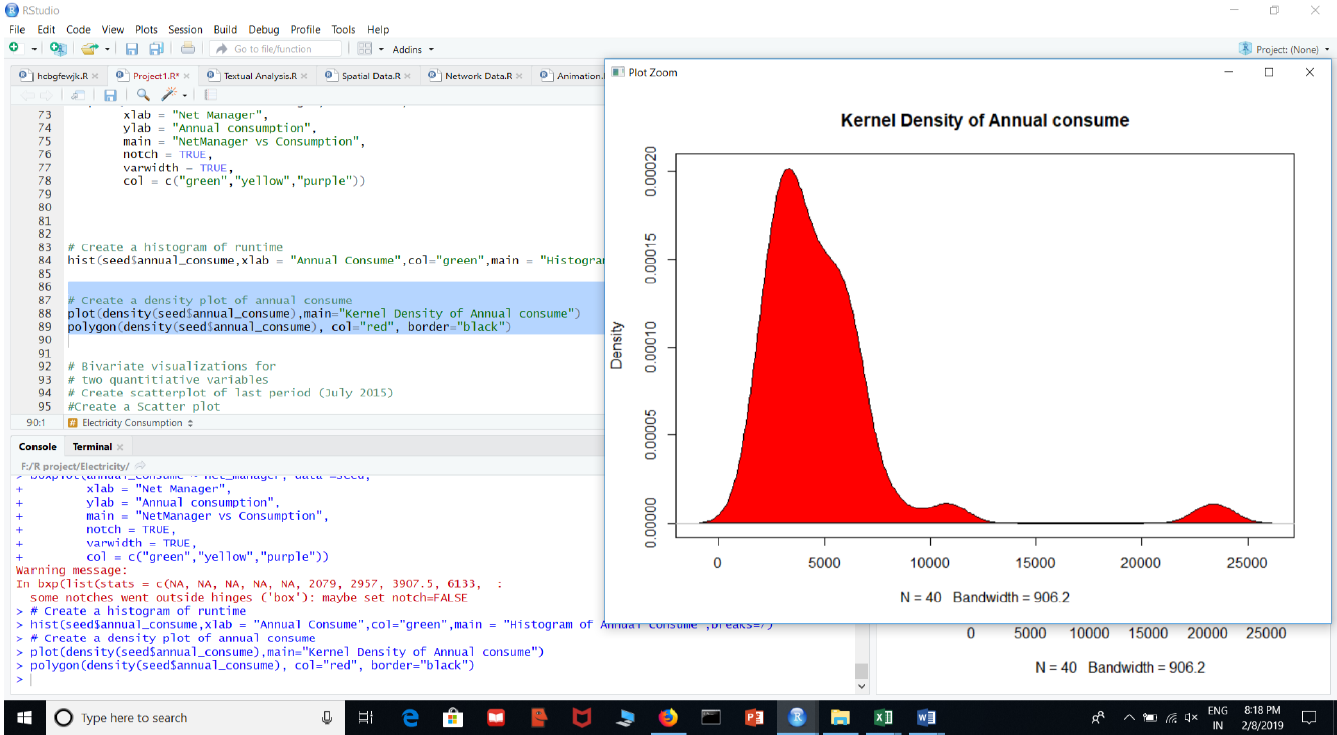 RStudio
File Edit Code View Plots Session Build Debug Profile Tools Help
Go to file/function Addins
Project: (None)
hcbgfewjk.R Project1.R* Textual Analysis.R Spatial Data.R Network Data.R Animation.
73 xlab = "Net Manager",
74 ylab = "Annual consumption",
75 main = "NetManager vs Consumption",
76 notch = TRUE,
77 varwidth = TRUE,
78 col = c("green","yellow","purple"))
79
80
81
82
83 # Create a histogram of runtime
84 hist(seed$annual_consume,xlab = "Annual Consume",col="green",main = "Histogra
85
86
87 # Create a density plot of annual consume
88 plot(density(seed$annual_consume),main="Kernel Density of Annual consume")
89 polygon(density(seed$annual_consume), col="red", border="black")
90
91
92 # Bivariate visualizations for
93 # two quantitiative variables
94 # Create scatterplot of last period (July 2015)
95 #Create a Scatter plot
90:1 # Electricity Consumption
Console Terminal
F:/R project/Electricity/
+ xlab = "Net Manager",
+ ylab = "Annual consumption",
+ main = "NetManager vs Consumption",
+ notch = TRUE,
+ varwidth = TRUE,
+ col = c("green","yellow","purple"))
Warning message:
In bxp(list(stats = c(NA, NA, NA, NA, NA, 2079, 2957, 3907.5, 6133, :
some notches went outside hinges ('box'): maybe set notch=FALSE
> # Create a histogram of runtime
> hist(seed$annual_consume,xlab = "Annual Consume",col="green",main = "Histogram of Annual Consume",breaks=7)
> # Create a density plot of annual consume
> plot(density(seed$annual_consume),main="Kernel Density of Annual consume")
> polygon(density(seed$annual_consume), col="red", border="black")
>
Plot Zoom
Kernel Density of Annual consume
Density
0.00020
0.00015
0.00010
0.00005
0.00000
0 5000 10000 15000 20000 25000
N = 40 Bandwidth = 906.2
0 5000 10000 15000 20000 25000
N = 40 Bandwidth = 906.2
Type here to search
ENG
IN
8:18 PM
2/8/2019